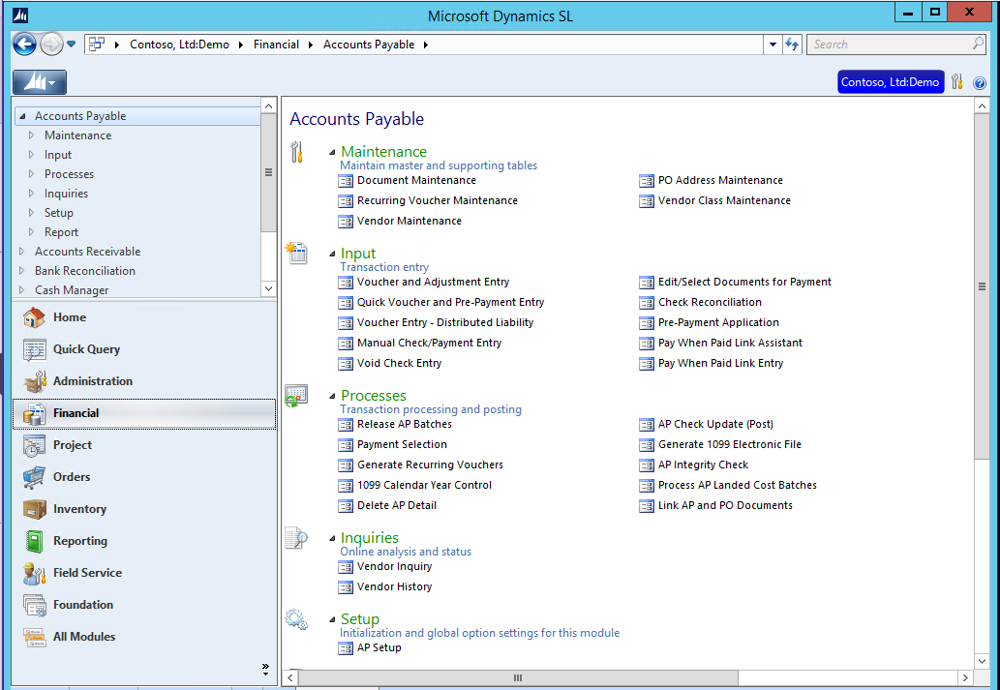 Microsoft Dynamics SL
Contoso, Ltd:Demo Financial Accounts Payable
Search
Contoso, Ltd:Demo
Accounts Payable
Maintenance
Input
Processes
Inquiries
Setup
Report
Accounts Receivable
Bank Reconciliation
Cash Manager
Home
Quick Query
Administration
Financial
Project
Orders
Inventory
Reporting
Field Service
Foundation
All Modules
Accounts Payable
Maintenance
Maintain master and supporting tables
Document Maintenance
PO Address Maintenance
Recurring Voucher Maintenance
Vendor Class Maintenance
Vendor Maintenance
Input
Transaction entry
Voucher and Adjustment Entry
Edit/Select Documents for Payment
Quick Voucher and Pre-Payment Entry
Check Reconciliation
Voucher Entry - Distributed Liability
Pre-Payment Application
Manual Check/Payment Entry
Pay When Paid Link Assistant
Void Check Entry
Pay When Paid Link Entry
Processes
Transaction processing and posting
Release AP Batches
AP Check Update (Post)
Payment Selection
Generate 1099 Electronic File
Generate Recurring Vouchers
AP Integrity Check
1099 Calendar Year Control
Process AP Landed Cost Batches
Delete AP Detail
Link AP and PO Documents
Inquiries
Online analysis and status
Vendor Inquiry
Vendor History
Setup
Initialization and global option settings for this module
AP Setup